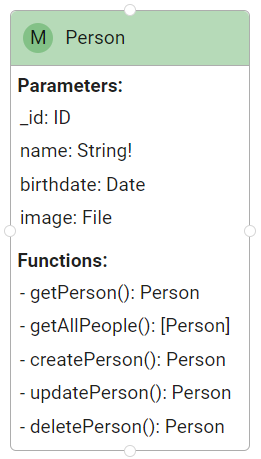 M Person
Parameters:
_id: ID
name: String!
birthdate: Date
image: File
Functions:
- getPerson(): Person
- getAllPeople(): [Person]
- createPerson(): Person
- updatePerson(): Person
- deletePerson(): Person